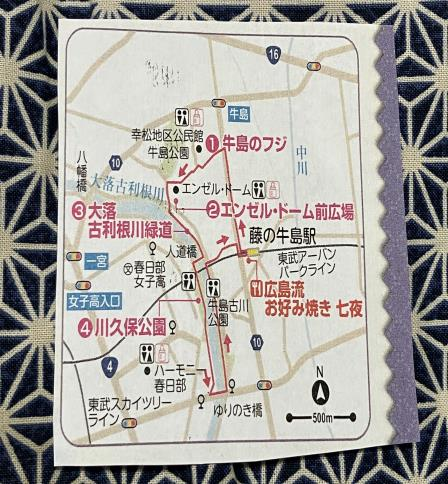 16
牛島
幸松地区公民館
牛島公園
1 牛島のフジ
八幡橋
10
大落古利根川
中川
エンゼル・ドーム
2 エンゼル・ドーム前広場
3 大落
古利根川緑道
藤の牛島駅
人道橋
東武アーバン
パークライン
一宮
文 春日部
女子高
女子高入口
牛島古川
公園
広島流
お好み焼き 七夜
4 川久保公園
10
4
ハーモニー
春日部
N
東武スカイツリー
ライン
ゆりのき橋
500m